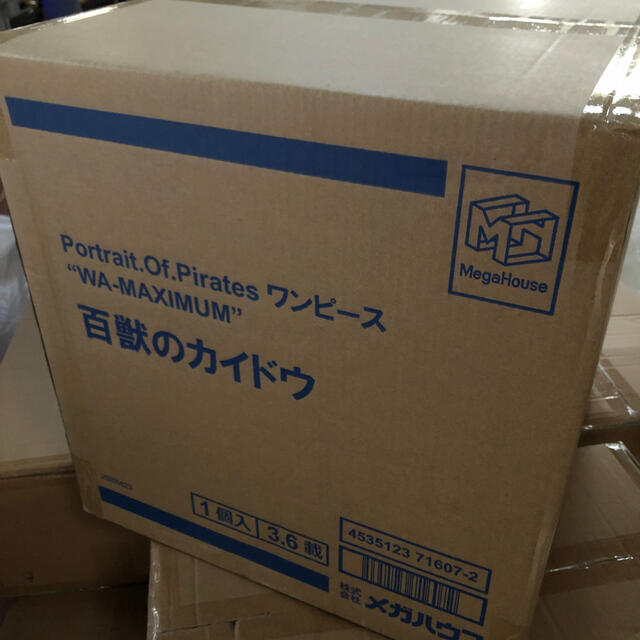 Portrait.Of.Pirates ワンピース
"WA-MAXIMUM"
百獣のカイドウ
MegaHouse
1個入 3.6
4535123 71607-2
株式会社 メガハウス